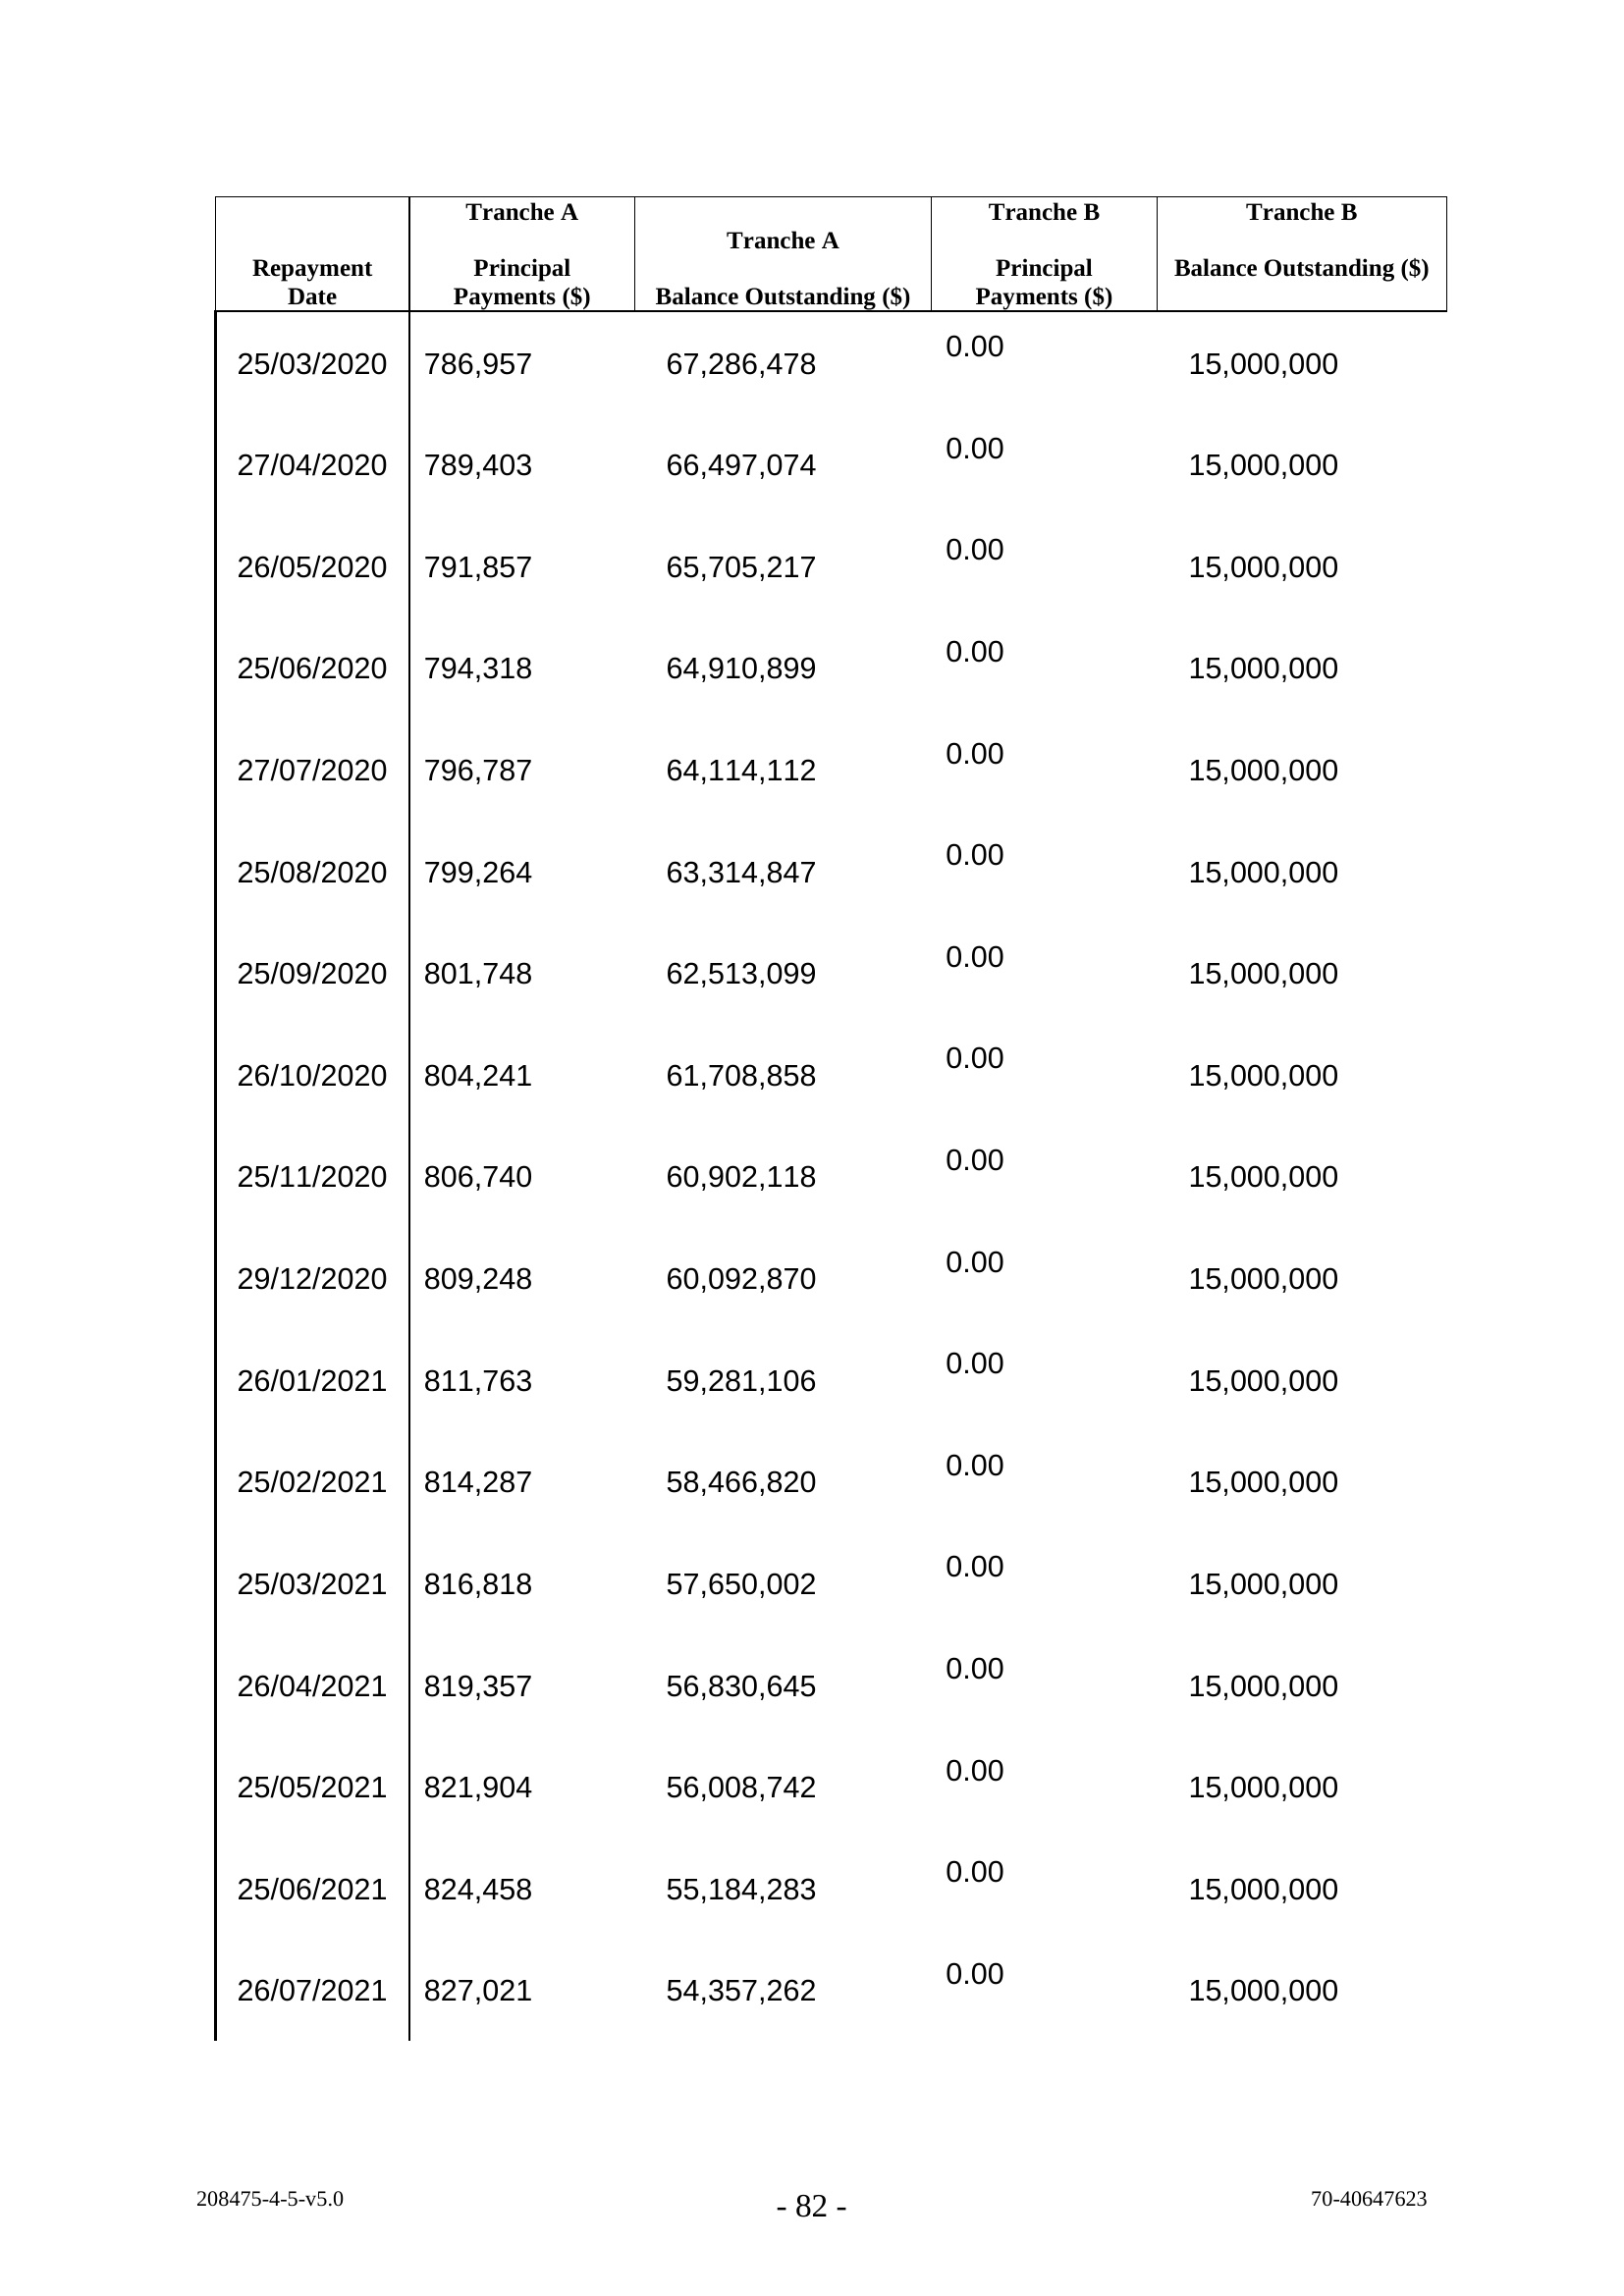 Repayment Date
Tranche A Principal Payments ($)
Tranche A Balance Outstanding ($)
Tranche B Principal Payments ($)
Tranche B Balance Outstanding ($)
25/03/2020 786,957 67,286,478 0.00 15,000,000
27/04/2020 789,403 66,497,074 0.00 15,000,000
26/05/2020 791,857 65,705,217 0.00 15,000,000
25/06/2020 794,318 64,910,899 0.00 15,000,000
27/07/2020 796,787 64,114,112 0.00 15,000,000
25/08/2020 799,264 63,314,847 0.00 15,000,000
25/09/2020 801,748 62,513,099 0.00 15,000,000
26/10/2020 804,241 61,708,858 0.00 15,000,000
25/11/2020 806,740 60,902,118 0.00 15,000,000
29/12/2020 809,248 60,092,870 0.00 15,000,000
26/01/2021 811,763 59,281,106 0.00 15,000,000
25/02/2021 814,287 58,466,820 0.00 15,000,000
25/03/2021 816,818 57,650,002 0.00 15,000,000
26/04/2021 819,357 56,830,645 0.00 15,000,000
25/05/2021 821,904 56,008,742 0.00 15,000,000
25/06/2021 824,458 55,184,283 0.00 15,000,000
26/07/2021 827,021 54,357,262 0.00 15,000,000
208475-4-5-v5.0 - 82 - 70-40647623